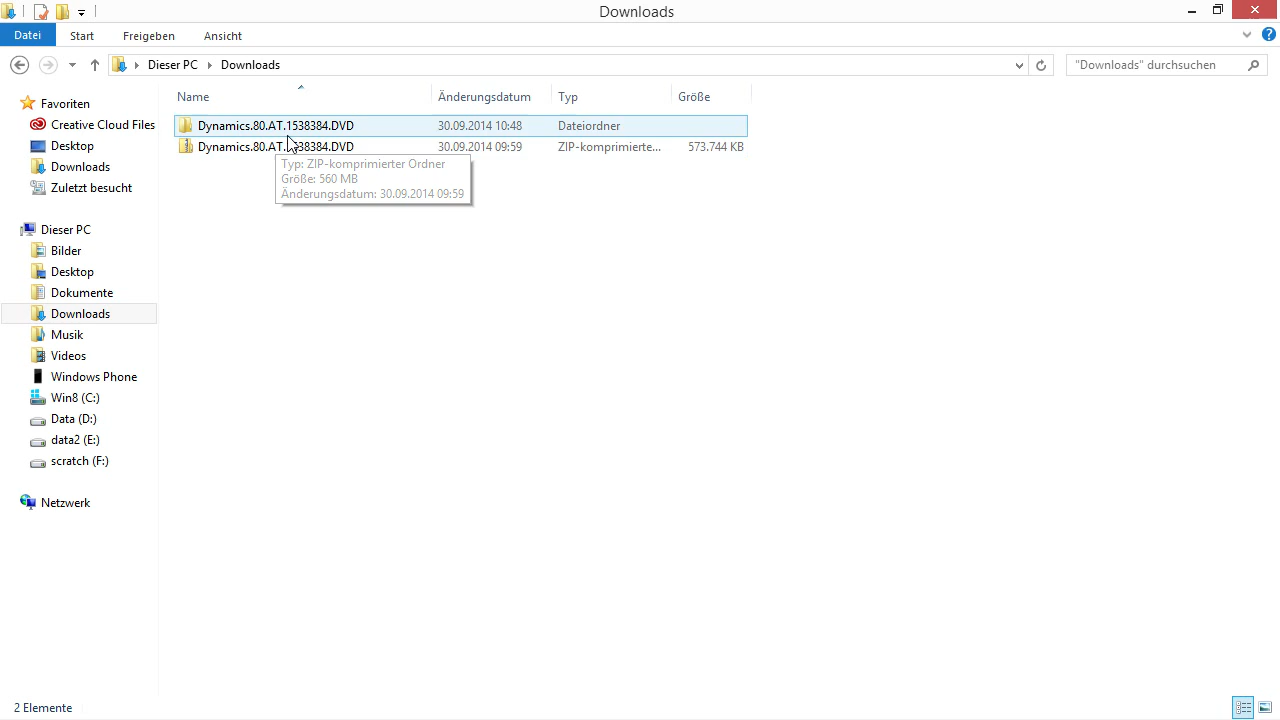 Downloads
Datei Start Freigeben Ansicht
Dieser PC Downloads "Downloads" durchsuchen
Name Änderungsdatum Typ Größe
Dynamics.80.AT.1538384.DVD 30.09.2014 10:48 Dateiordner
Dynamics.80.AT.1538384.DVD 30.09.2014 09:59 ZIP-komprimierte... 573.744 KB
Typ: ZIP-komprimierter Ordner
Größe: 560 MB
Änderungsdatum: 30.09.2014 09:59
Favoriten
Creative Cloud Files
Desktop
Downloads
Zuletzt besucht
Dieser PC
Bilder
Desktop
Dokumente
Downloads
Musik
Videos
Windows Phone
Win8 (C:)
Data (D:)
data2 (E:)
scratch (F:)
Netzwerk
2 Elemente